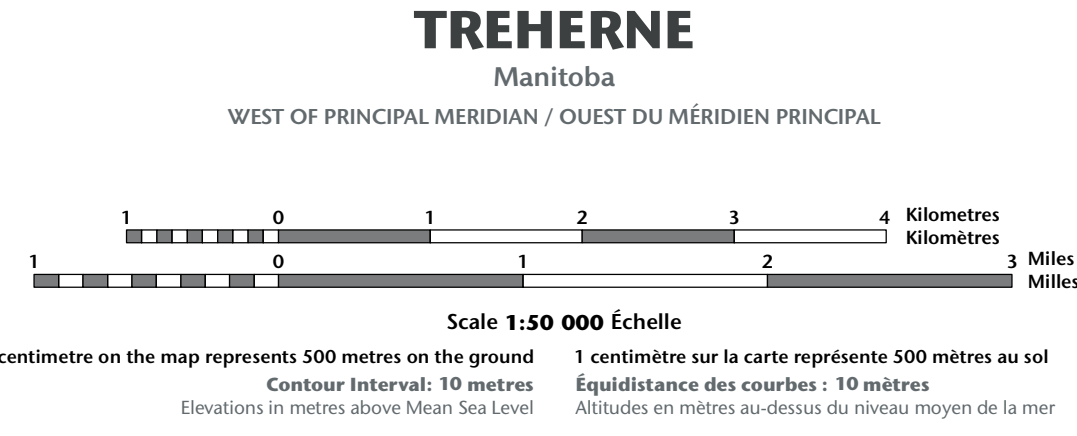 TREHERNE
Manitoba
WEST OF PRINCIPAL MERIDIAN / OUEST DU MÉRIDIEN PRINCIPAL
1 0 1 2 3 4 Kilometres
Kilomètres
1 0 1 2 3 Miles
Milles
Scale 1:50 000 Échelle
centimetre on the map represents 500 metres on the ground
1 centimètre sur la carte représente 500 mètres au sol
Contour Interval: 10 metres
Équidistance des courbes : 10 mètres
Elevations in metres above Mean Sea Level
Altitudes en mètres au-dessus du niveau moyen de la mer